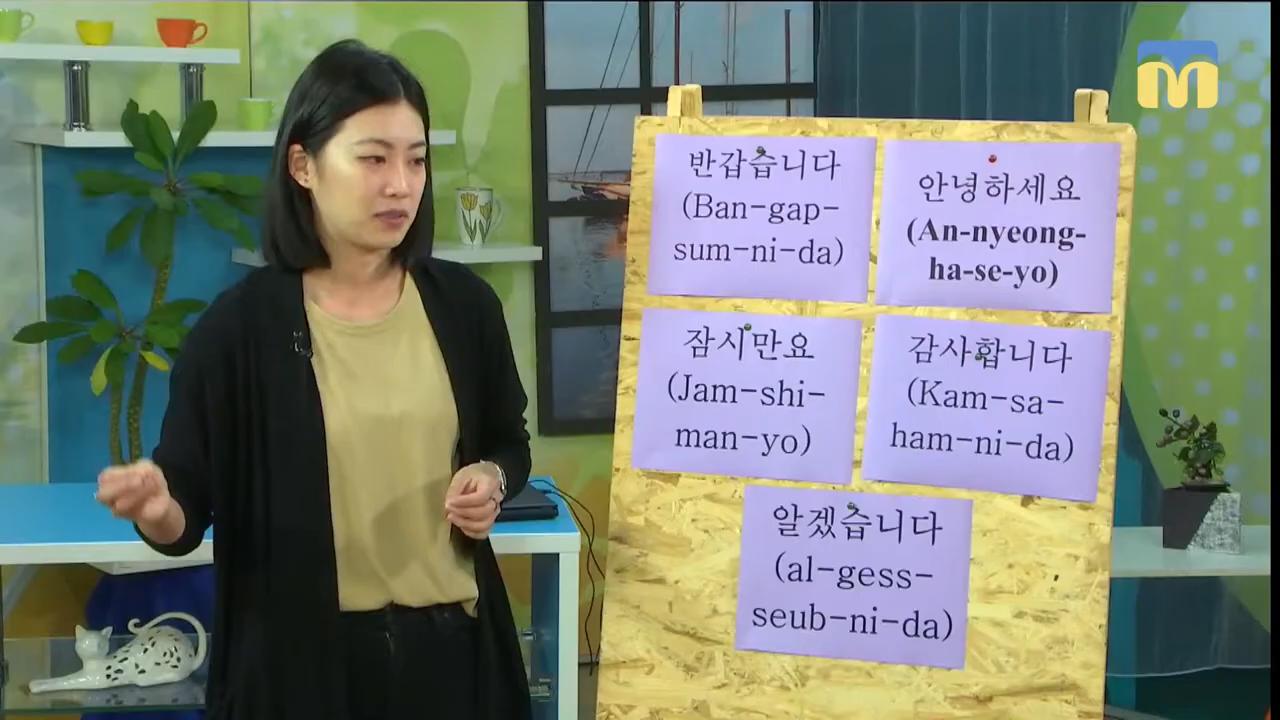 반갑습니다
(Ban-gap-
sum-ni-da)
안녕하세요
(An-nyeong-
ha-se-yo)
잠시만요
(Jam-shi-
man-yo)
감사합니다
(Kam-sa-
ham-ni-da)
알겠습니다
(al-gess-
seub-ni-da)
m